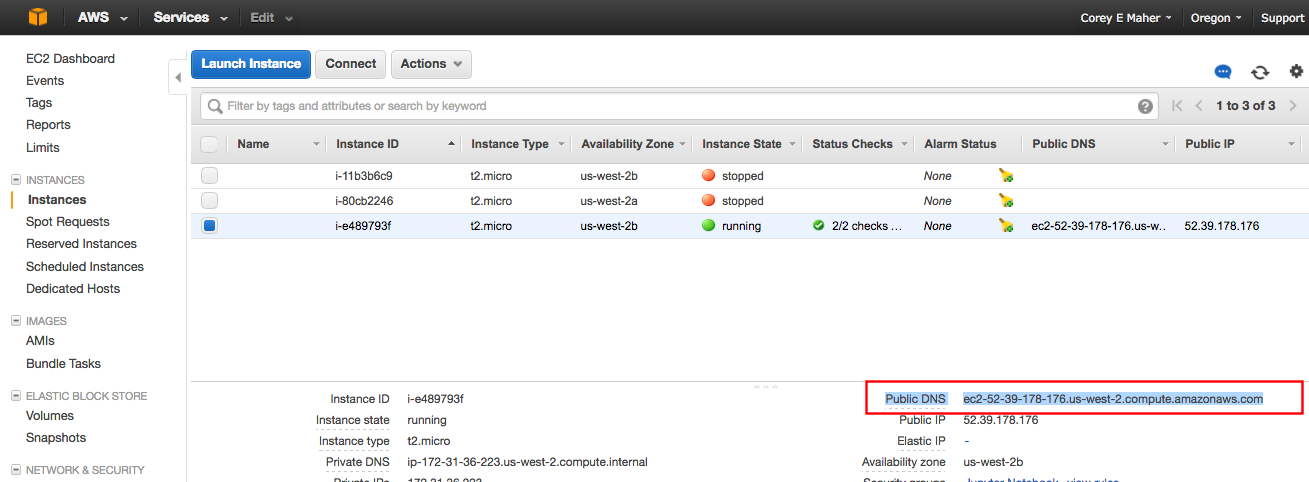 AWS Services Edit Corey E Maher Oregon Support
EC2 Dashboard
Events
Tags
Reports
Limits
INSTANCES
Instances
Spot Requests
Reserved Instances
Scheduled Instances
Dedicated Hosts
IMAGES
AMIs
Bundle Tasks
ELASTIC BLOCK STORE
Volumes
Snapshots
NETWORK & SECURITY
Launch Instance Connect Actions
Filter by tags and attributes or search by keyword 1 to 3 of 3
Name Instance ID Instance Type Availability Zone Instance State Status Checks Alarm Status Public DNS Public IP
i-11b3b6c9 t2.micro us-west-2b stopped None
i-80cb2246 t2.micro us-west-2a stopped None
i-e489793f t2.micro us-west-2b running 2/2 checks ... None ec2-52-39-178-176.us-w.. 52.39.178.176
Instance ID i-e489793f Public DNS ec2-52-39-178-176.us-west-2.compute.amazonaws.com
Instance state running Public IP 52.39.178.176
Instance type t2.micro Elastic IP -
Private DNS ip-172-31-36-223.us-west-2.compute.internal Availability zone us-west-2b
Private IPs 172.31.36.223 Security groups Jupyter Notebook view rules